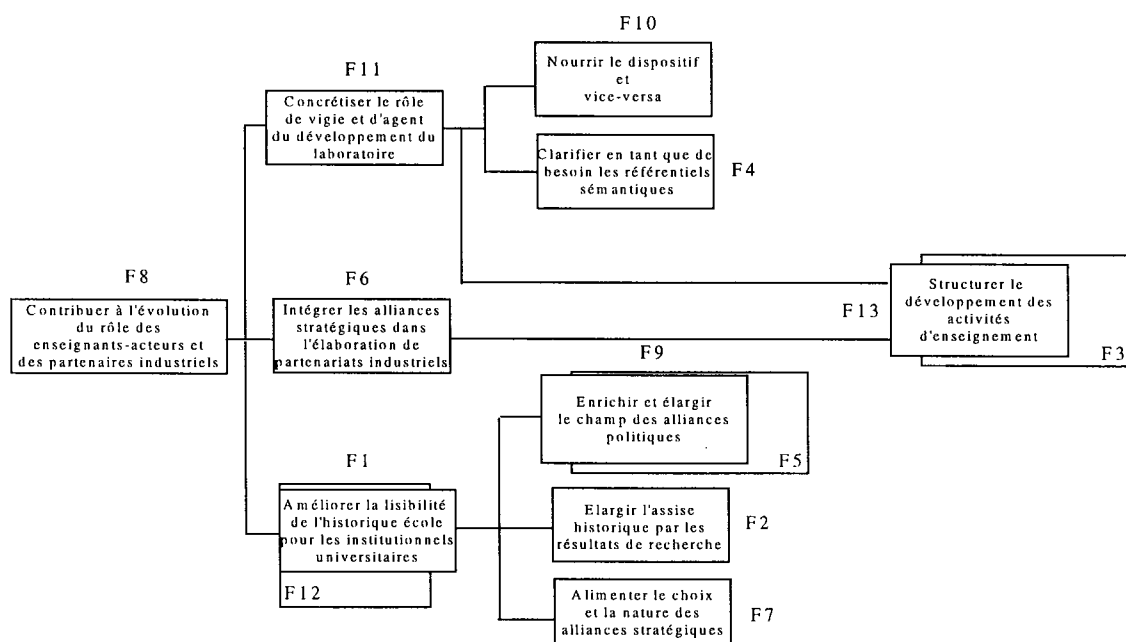 F10
Nourrir le dispositif
et
vice-versa
F11
Concrétiser le rôle
de vigie et d'agent
du développement du
laboratoire
Clarifier en tant que de
besoin les référentiels
sémantiques
F4
F8
Contribuer à l'évolution
du rôle des
enseignants-acteurs et
des partenaires industriels
F6
Intégrer les alliances
stratégiques dans
l'élaboration de
partenariats industriels
F13
Structurer le
développement des
activités
d'enseignement
F3
F9
Enrichir et élargir
le champ des alliances
politiques
F5
F1
Améliorer la lisibilité
de l'historique école
pour les institutionnels
universitaires
F12
Elargir l'assise
historique par les
résultats de recherche
F2
Alimenter le choix
et la nature des
alliances stratégiques
F7